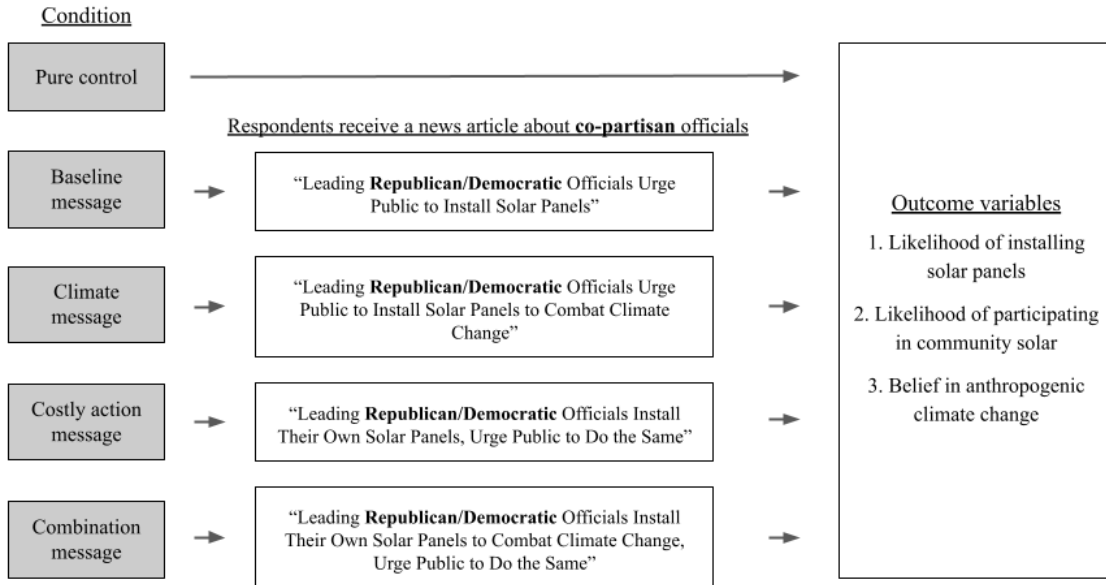 Condition
Pure control
Respondents receive a news article about co-partisan officials
Baseline
message
“Leading Republican/Democratic Officials Urge
Public to Install Solar Panels”
Climate
message
“Leading Republican/Democratic Officials Urge
Public to Install Solar Panels to Combat Climate
Change”
Costly action
message
“Leading Republican/Democratic Officials Install
Their Own Solar Panels, Urge Public to Do the Same”
Combination
message
“Leading Republican/Democratic Officials Install
Their Own Solar Panels to Combat Climate Change,
Urge Public to Do the Same”
Outcome variables
1. Likelihood of installing
solar panels
2. Likelihood of participating
in community solar
3. Belief in anthropogenic
climate change